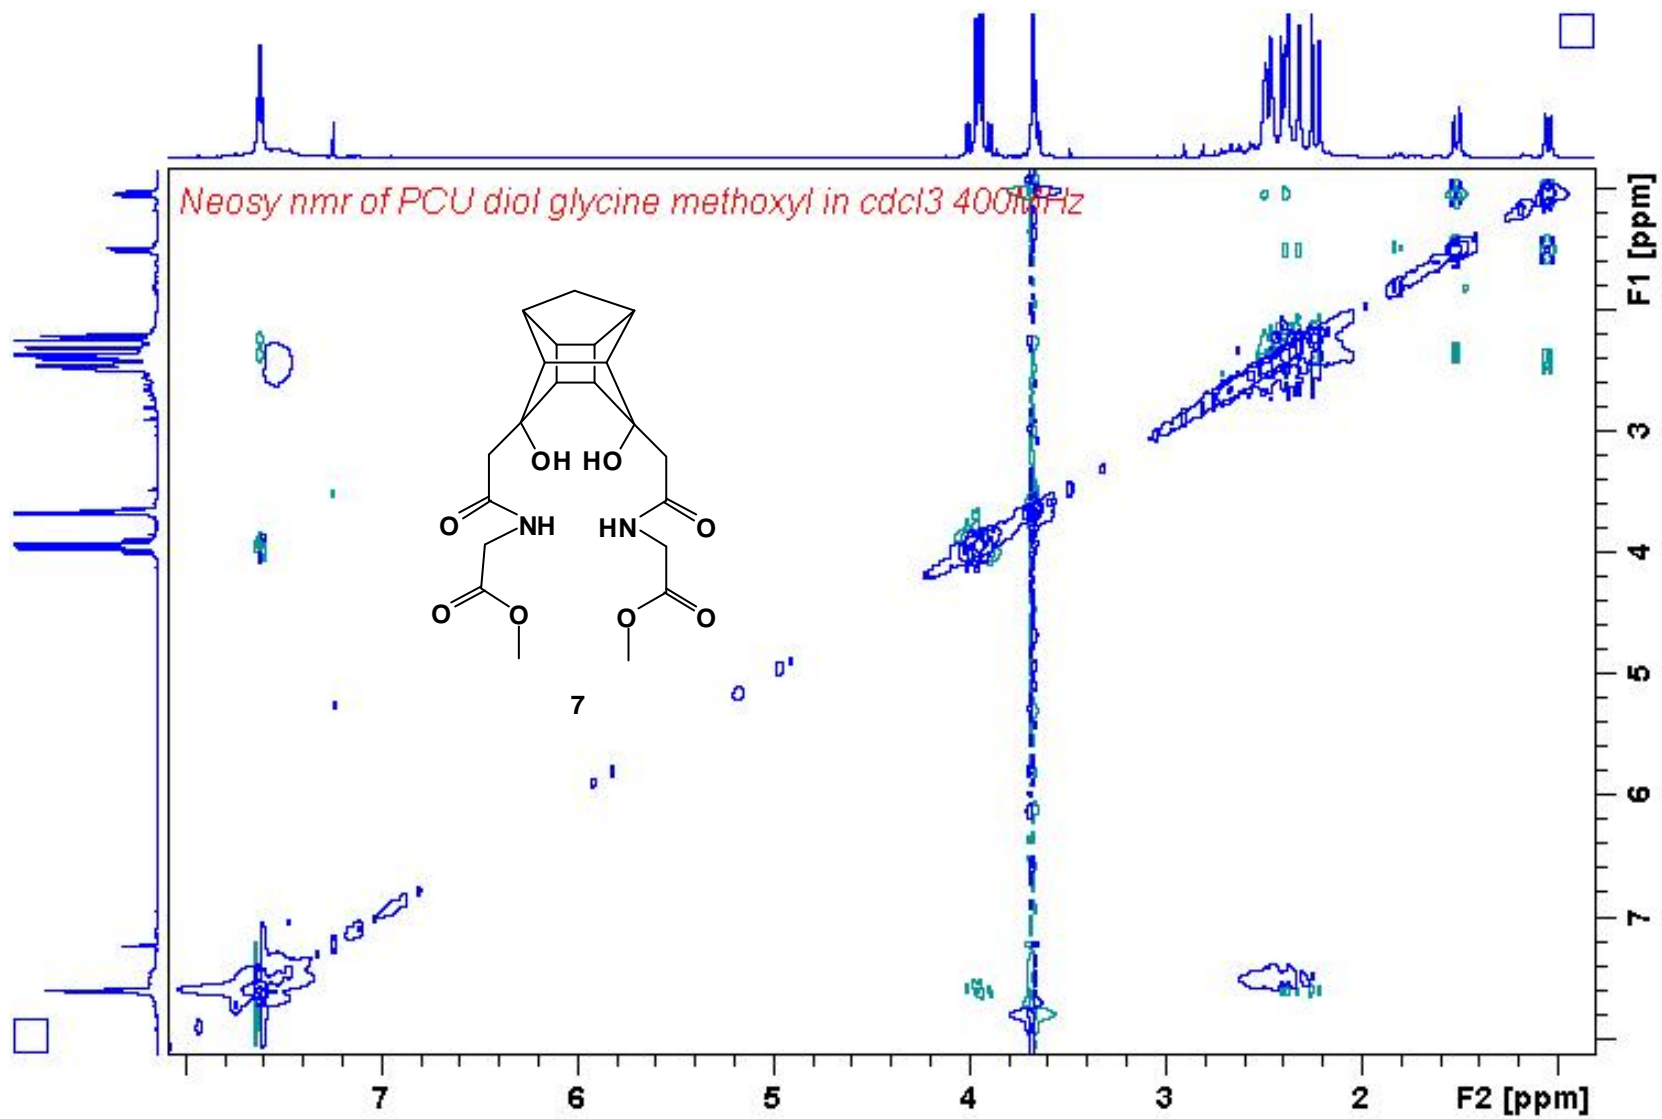 Neosy nmr of PCU diol glycine methoxyl in cdcl3 400MHz
OH HO
O NH HN O
O O O O
7
F1 [ppm]
3
4
5
6
7
7 6 5 4 3 2 F2 [ppm]